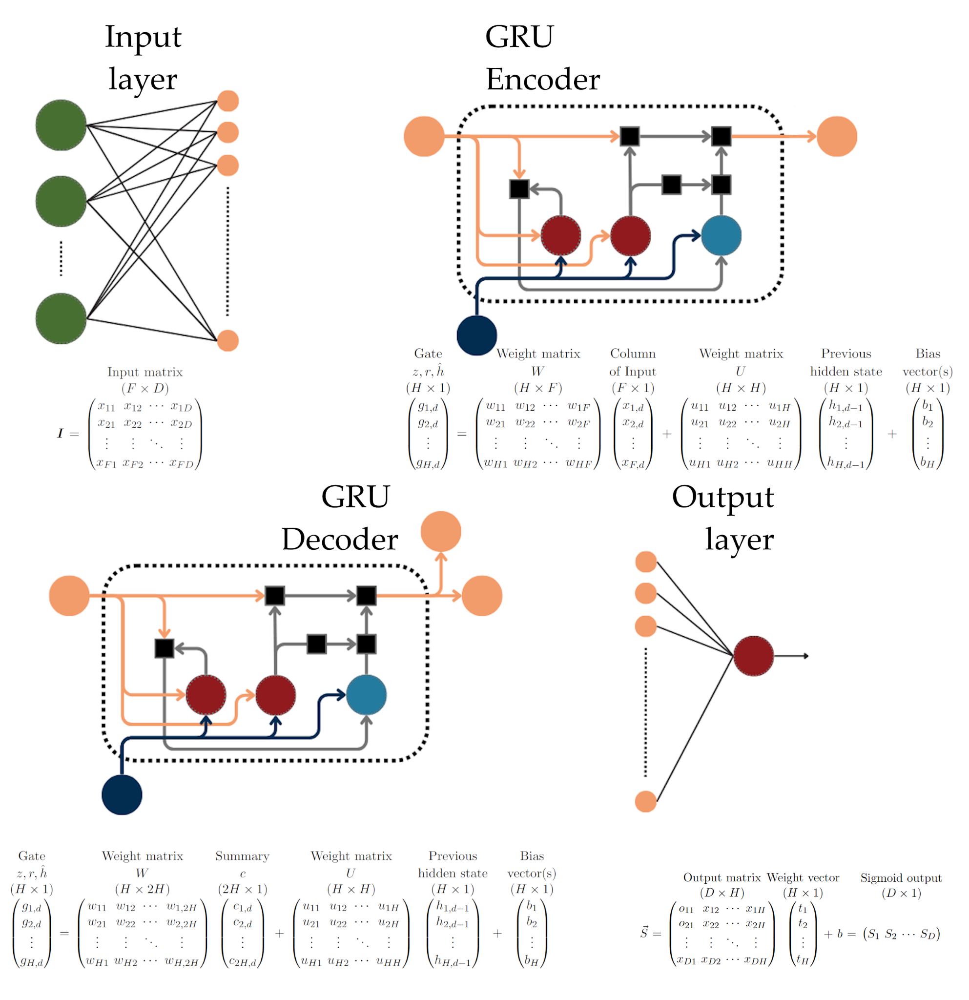 Input
layer
GRU
Encoder
Input matrix
(F × D)
I =
x11 x12 ⋯ x1D
x21 x22 ⋯ x2D
⋮ ⋮ ⋱ ⋮
xF1 xF2 ⋯ xFD
Gate Weight matrix Column Weight matrix Previous Bias
z, r, ĥ W of Input U hidden state vector(s)
(H × 1) (H × F) (F × 1) (H × H) (H × 1) (H × 1)
g1,d w11 w12 ⋯ w1F x1,d u11 u12 ⋯ u1H h1,d−1 b1
g2,d w21 w22 ⋯ w2F x2,d u21 u22 ⋯ u2H h2,d−1 b2
⋮ = ⋮ ⋮ ⋱ ⋮ ⋮ + ⋮ ⋮ ⋱ ⋮ ⋮ + ⋮
gH,d wH1 wH2 ⋯ wHF xF,d uH1 uH2 ⋯ uHH hH,d−1 bH
GRU
Decoder
Output
layer
Gate Weight matrix Summary Weight matrix Previous Bias
z, r, ĥ W c U hidden state vector(s)
(H × 1) (H × 2H) (2H × 1) (H × H) (H × 1) (H × 1)
g1,d w11 w12 ⋯ w1,2H c1,d u11 u12 ⋯ u1H h1,d−1 b1
g2,d w21 w22 ⋯ w2,2H c2,d u21 u22 ⋯ u2H h2,d−1 b2
⋮ = ⋮ ⋮ ⋱ ⋮ ⋮ + ⋮ ⋮ ⋱ ⋮ ⋮ + ⋮
gH,d wH1 wH2 ⋯ wH,2H c2H,d uH1 uH2 ⋯ uHH hH,d−1 bH
Output matrix Weight vector Sigmoid output
(D × H) (H × 1) (D × 1)
o11 x12 ⋯ x1H t1
o21 x22 ⋯ x2H t2
S⃗ = ⋮ ⋮ ⋱ ⋮ ⋮ + b = (S1 S2 ⋯ SD)
xD1 xD2 ⋯ xDH tH